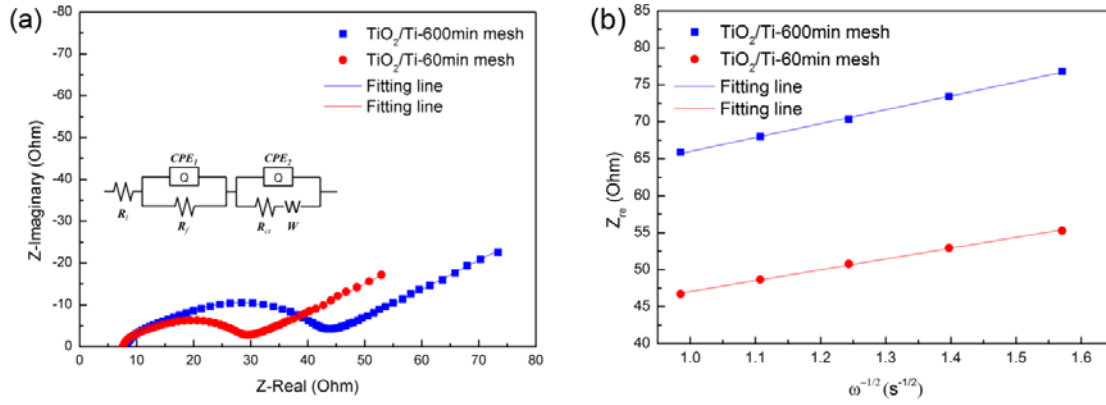 (a)
-80
-70
-60
-50
-40
-30
-20
-10
0
Z-Imaginary (Ohm)
TiO₂/Ti-600min mesh
TiO₂/Ti-60min mesh
Fitting line
Fitting line
CPE₁
CPE₂
Q
Q
Rf
Rct
W
0
10
20
30
40
50
60
70
80
Z-Real (Ohm)
(b)
90
85
80
75
70
65
60
55
50
45
40
Zre (Ohm)
TiO₂/Ti-600min mesh
TiO₂/Ti-60min mesh
Fitting line
Fitting line
1.0
1.1
1.2
1.3
1.4
1.5
1.6
ω⁻¹/² (s⁻¹/²)